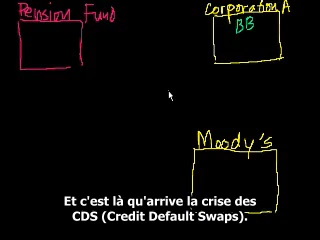 Pension Fund
Corporation A
BB
Moody's
Et c'est là qu'arrive la crise des
CDS (Credit Default Swaps).